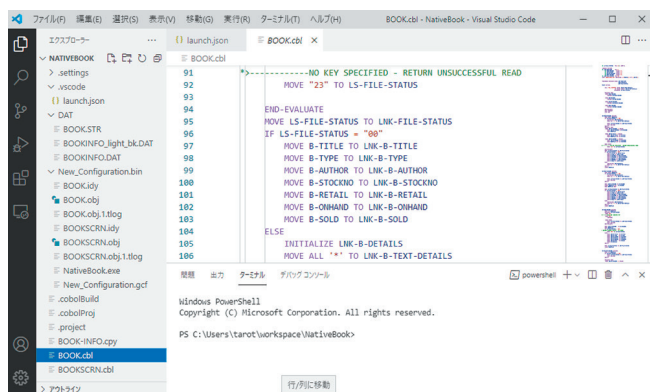 ファイル(F) 編集(E) 選択(S) 表示(V) 移動(G) 実行(R) ターミナル(T) ヘルプ(H) BOOK.cbl - NativeBook - Visual Studio Code
エクスプローラー
NATIVEBOOK
.settings
.vscode
launch.json
DAT
BOOK.STR
BOOKINFO_light_bk.DAT
BOOKINFO.DAT
New_Configuration.bin
BOOK.idy
BOOK.obj
BOOK.obj.1.tlog
BOOKSCRN.idy
BOOKSCRN.obj
BOOKSCRN.obj.1.tlog
NativeBook.exe
New_Configuration.gcf
.cobolBuild
.cobolProj
.project
BOOK-INFO.cpy
BOOK.cbl
BOOKSCRN.cbl
アウトライン
launch.json BOOK.cbl
BOOK.cbl
91 *>------------NO KEY SPECIFIED - RETURN UNSUCCESSFUL READ
92 MOVE "23" TO LS-FILE-STATUS
93
94 END-EVALUATE
95 MOVE LS-FILE-STATUS TO LNK-FILE-STATUS
96 IF LS-FILE-STATUS = "00"
97 MOVE B-TITLE TO LNK-B-TITLE
98 MOVE B-TYPE TO LNK-B-TYPE
99 MOVE B-AUTHOR TO LNK-B-AUTHOR
100 MOVE B-STOCKNO TO LNK-B-STOCKNO
101 MOVE B-RETAIL TO LNK-B-RETAIL
102 MOVE B-ONHAND TO LNK-B-ONHAND
103 MOVE B-SOLD TO LNK-B-SOLD
104 ELSE
105 INITIALIZE LNK-B-DETAILS
106 MOVE ALL '*' TO LNK-B-TEXT-DETAILS
問題 出力 ターミナル デバッグ コンソール powershell
Windows PowerShell
Copyright (C) Microsoft Corporation. All rights reserved.
PS C:\Users\tarot\workspace\NativeBook>
行/列に移動